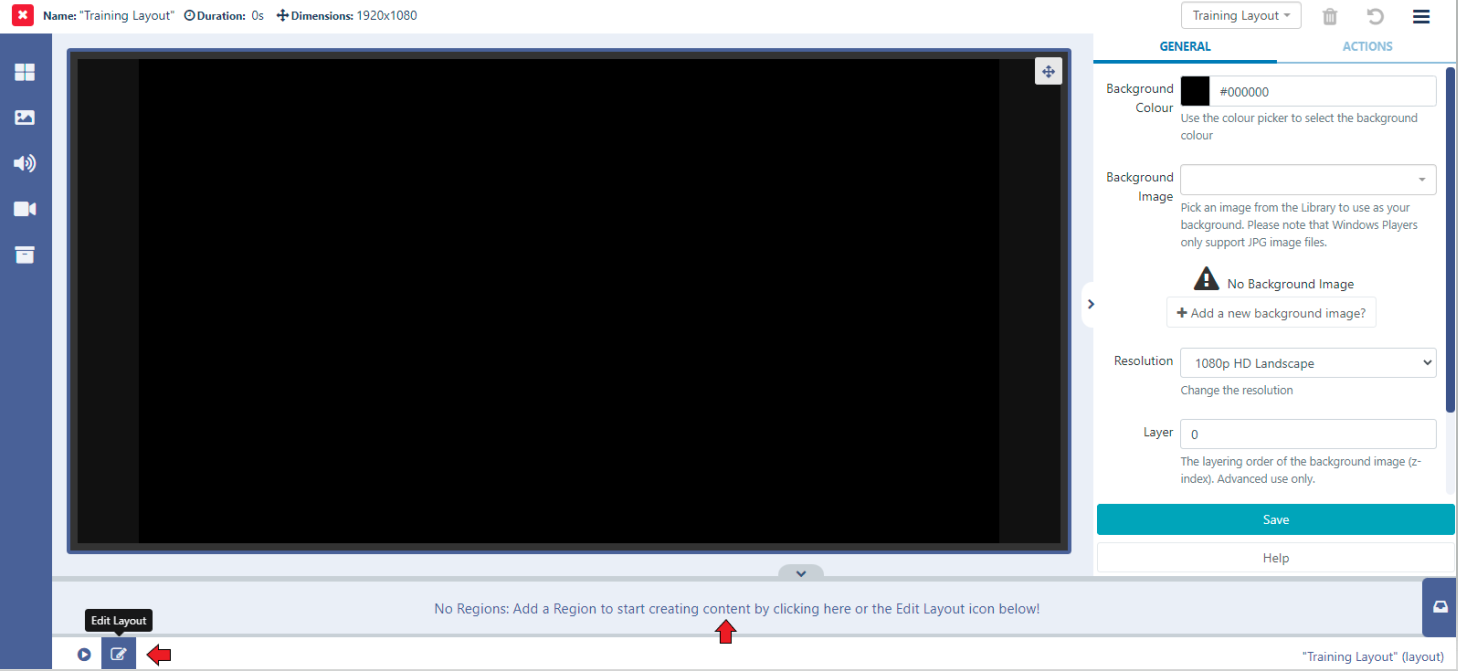 Name: "Training Layout" Duration: 0s Dimensions: 1920x1080
Training Layout
GENERAL
ACTIONS
Background
Colour
#000000
Use the colour picker to select the background
colour
Background
Image
Pick an image from the Library to use as your
background. Please note that Windows Players
only support JPG image files.
No Background Image
Add a new background image?
Resolution
1080p HD Landscape
Change the resolution
Layer
0
The layering order of the background image (z-
index). Advanced use only.
Save
Help
No Regions: Add a Region to start creating content by clicking here or the Edit Layout icon below!
Edit Layout
"Training Layout" (layout)